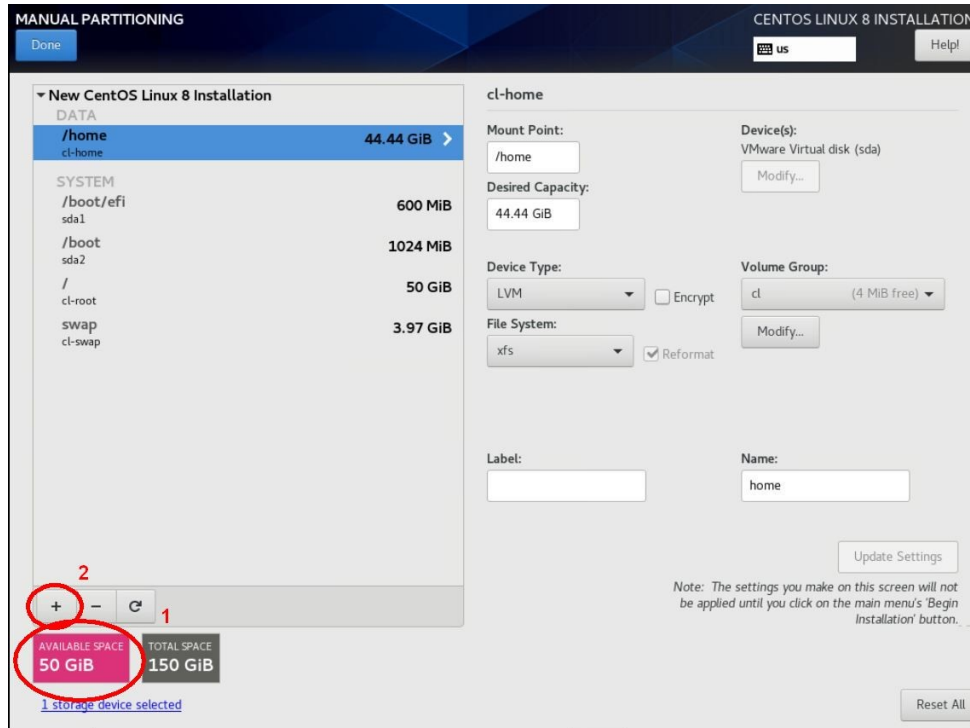 MANUAL PARTITIONING
CENTOS LINUX 8 INSTALLATION
Done
us
Help!
New CentOS Linux 8 Installation
DATA
/home
44.44 GiB
cl-home
SYSTEM
/boot/efi
600 MiB
sda1
/boot
1024 MiB
sda2
/
50 GiB
cl-root
swap
3.97 GiB
cl-swap
cl-home
Mount Point:
Device(s):
/home
VMware Virtual disk (sda)
Modify...
Desired Capacity:
44.44 GiB
Device Type:
Volume Group:
LVM
Encrypt
cl (4 MiB free)
File System:
Modify...
xfs
Reformat
Label:
Name:
home
Update Settings
Note: The settings you make on this screen will not
be applied until you click on the main menu's 'Begin
Installation' button.
2
+ −
1
AVAILABLE SPACE
50 GiB
TOTAL SPACE
150 GiB
1 storage device selected
Reset All